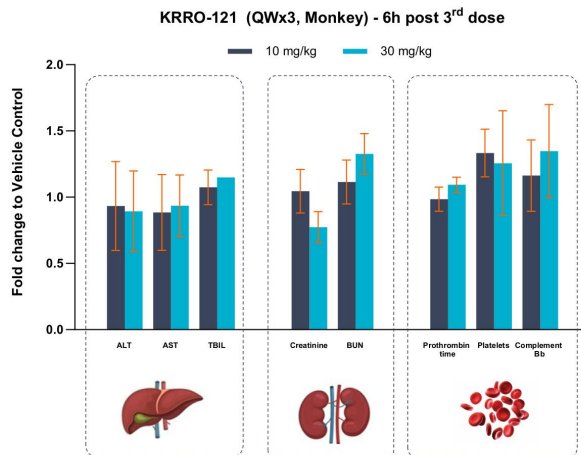 KRRO-121 (QWx3, Monkey) - 6h post 3rd dose
10 mg/kg
30 mg/kg
Fold change to Vehicle Control
2.0
1.5
1.0
0.5
0.0
ALT
AST
TBIL
Creatinine
BUN
Prothrombin
time
Platelets
Complement
Bb